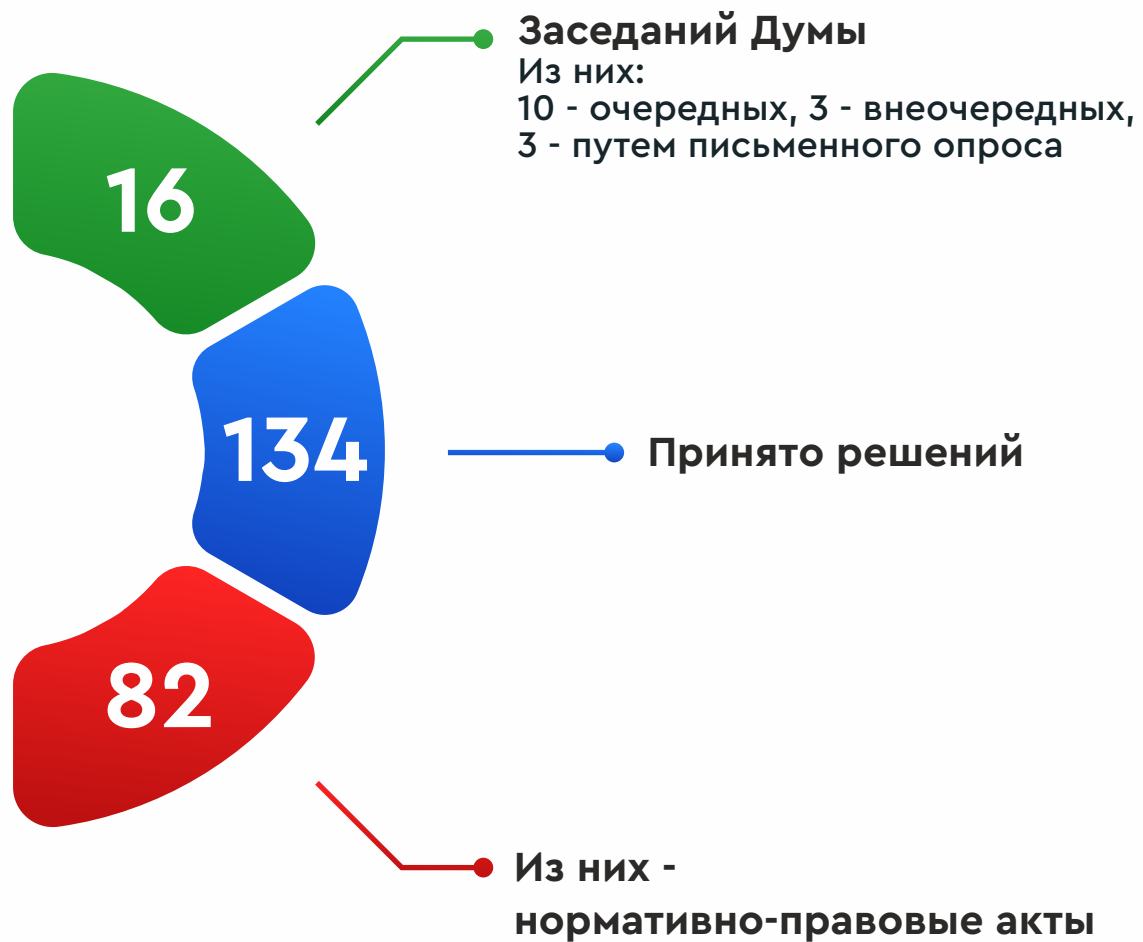 Заседаний Думы
Из них:
10 - очередных, 3 - внеочередных,
3 - путем письменного опроса
16
134
Принято решений
82
Из них -
нормативно-правовые акты